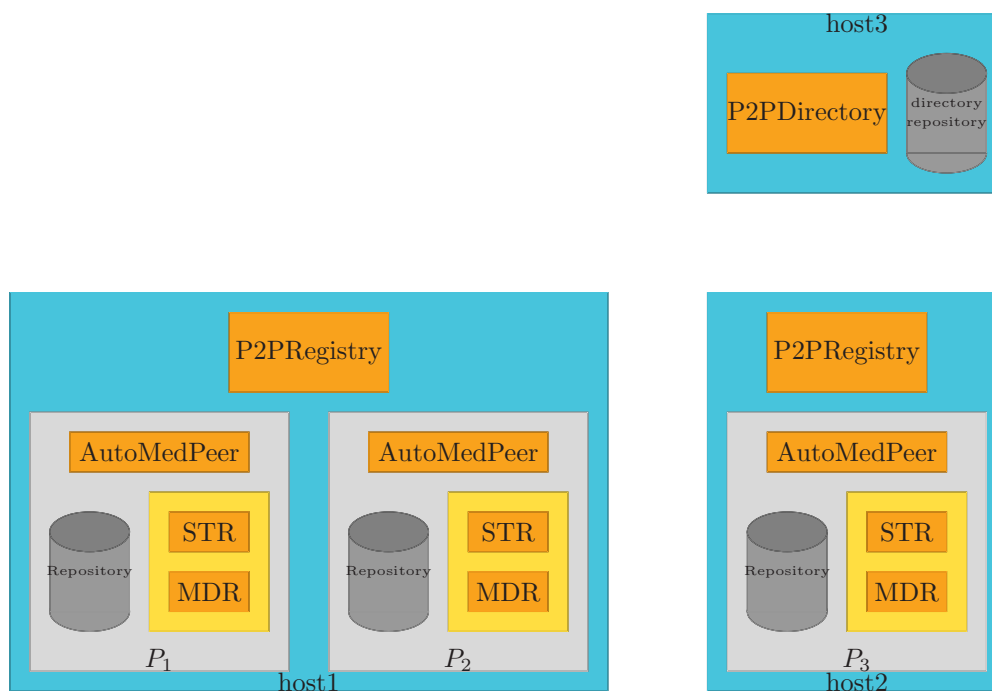 host3
P2PDirectory
directory
repository
P2PRegistry
P2PRegistry
AutoMedPeer
AutoMedPeer
AutoMedPeer
STR
STR
STR
Repository
Repository
Repository
MDR
MDR
MDR
P1
P2
P3
host1
host2